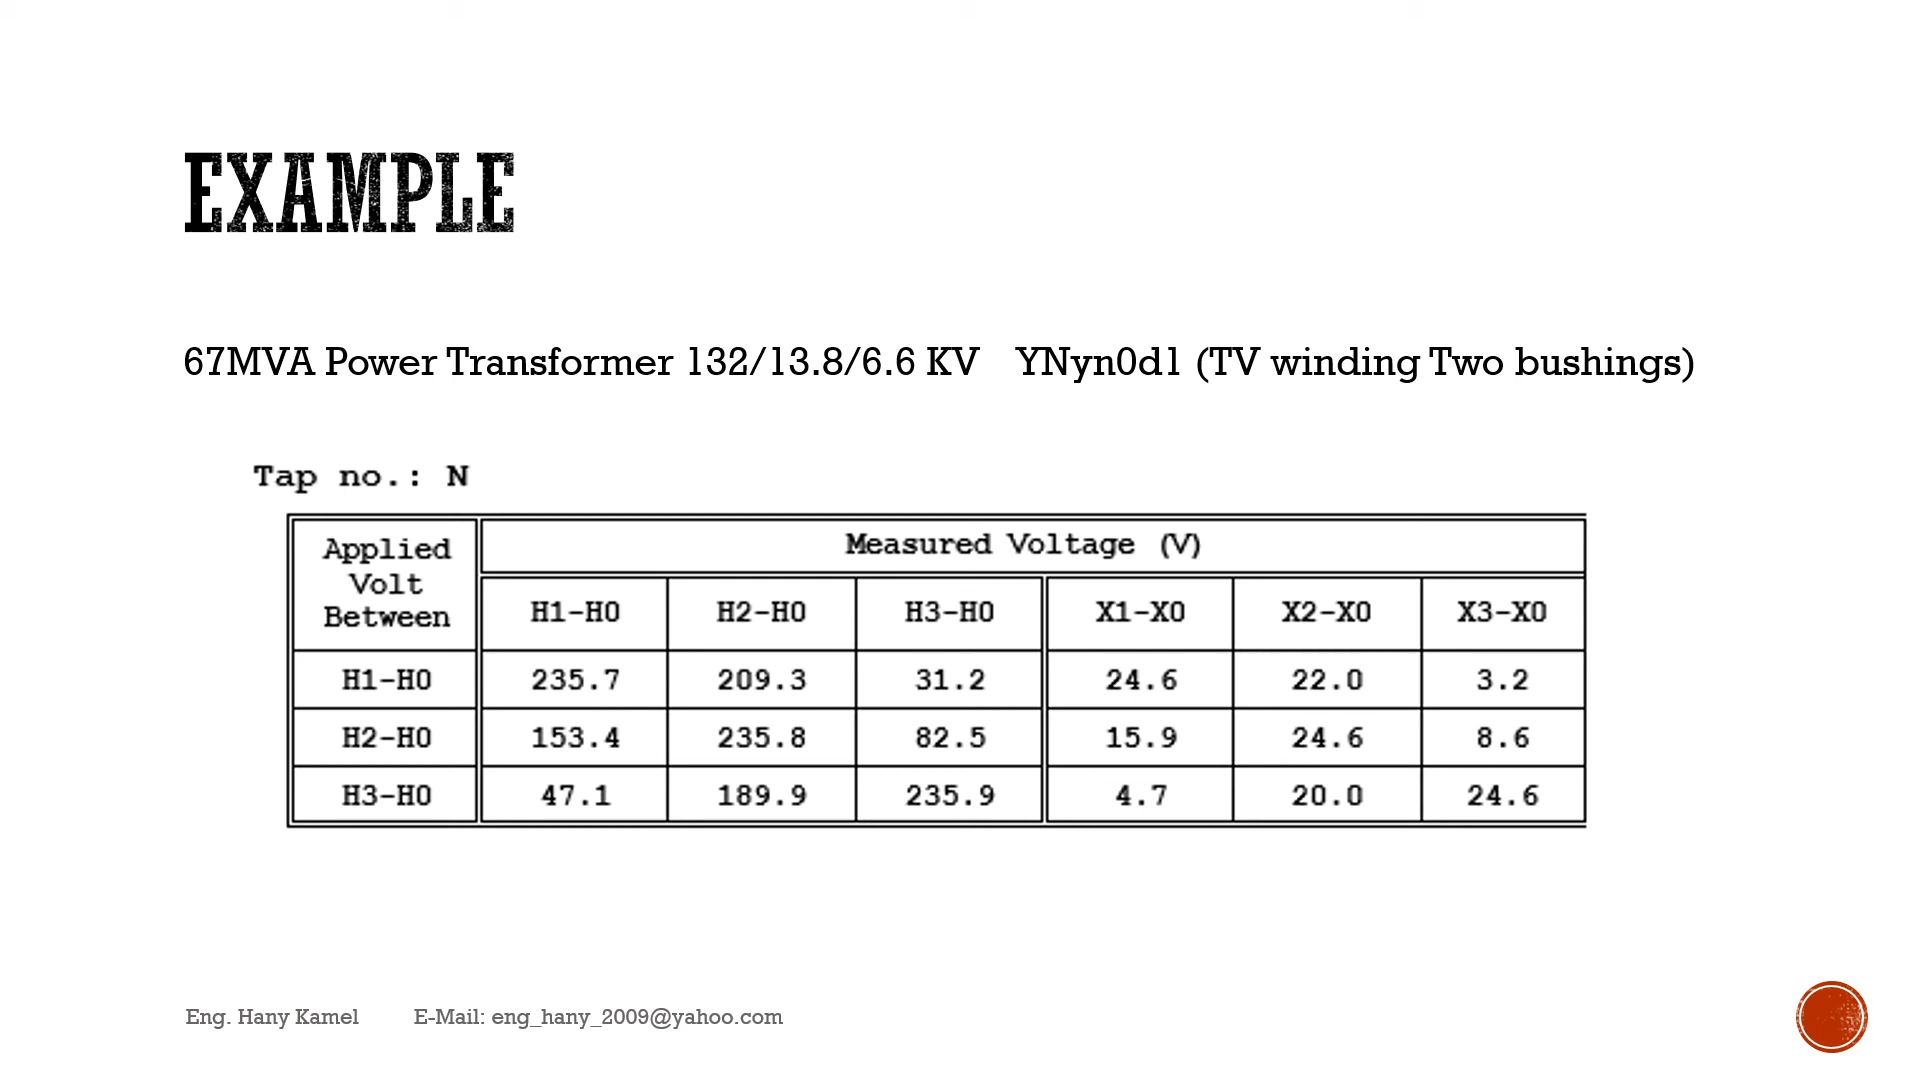 EXAMPLE
67MVA Power Transformer 132/13.8/6.6 KV YNyn0d1 (TV winding Two bushings)
Tap no.: N
Applied Volt Between Measured Voltage (V)
H1-H0 H2-H0 H3-H0 X1-X0 X2-X0 X3-X0
H1-H0 235.7 209.3 31.2 24.6 22.0 3.2
H2-H0 153.4 235.8 82.5 15.9 24.6 8.6
H3-H0 47.1 189.9 235.9 4.7 20.0 24.6
Eng. Hany Kamel E-Mail: eng_hany_2009@yahoo.com